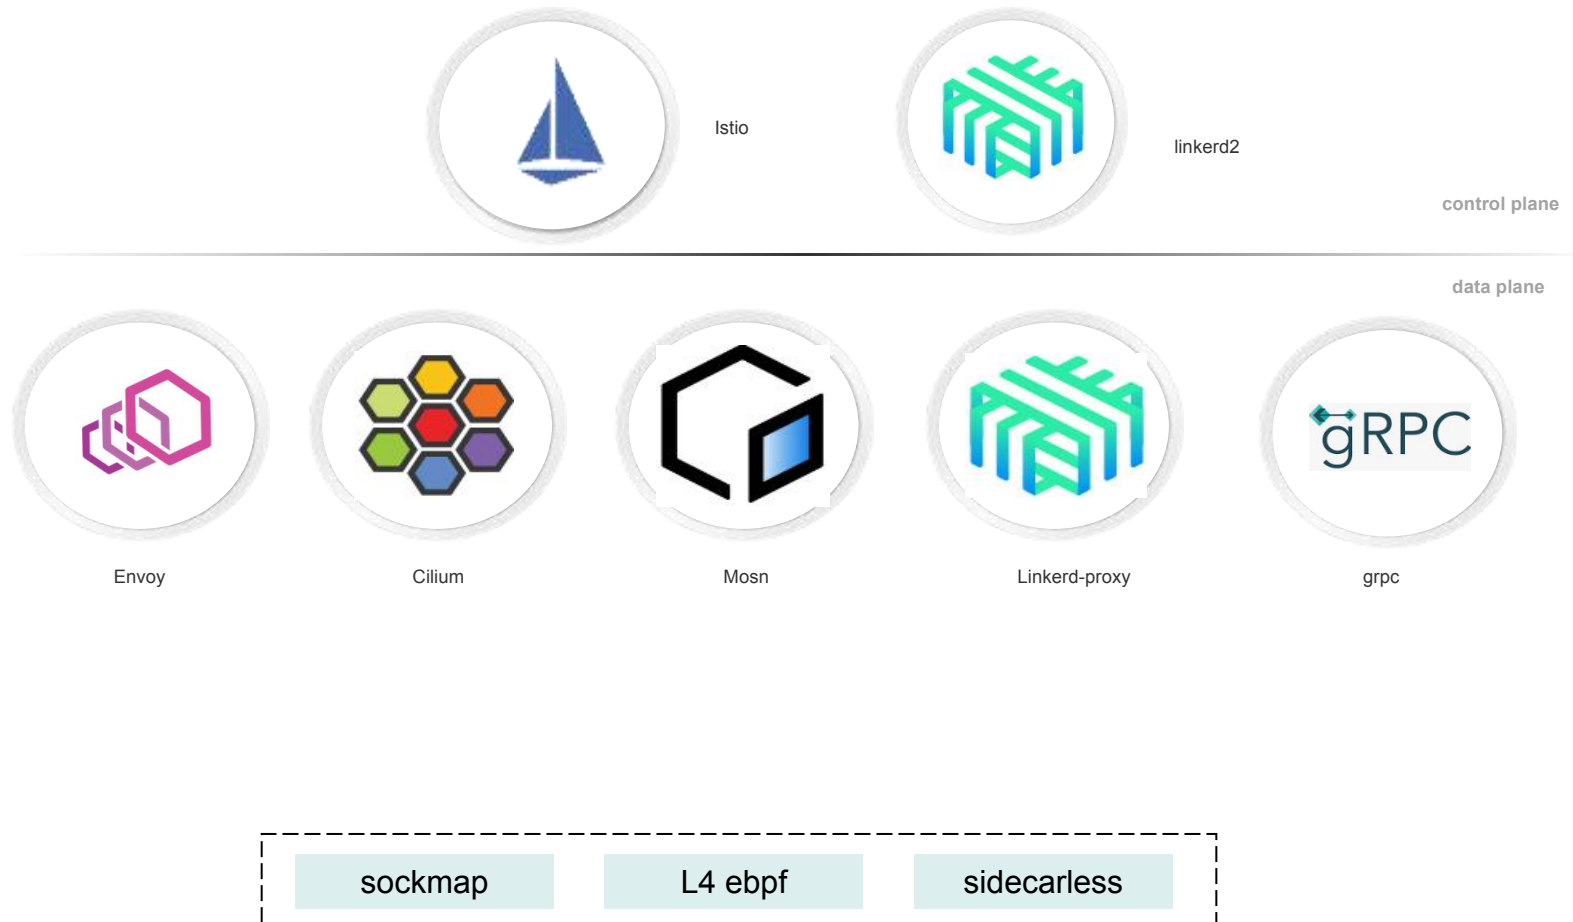 Istio
linkerd2
control plane
data plane
gRPC
Envoy
Cilium
Mosn
Linkerd-proxy
grpc
sockmap
L4 ebpf
sidecarless